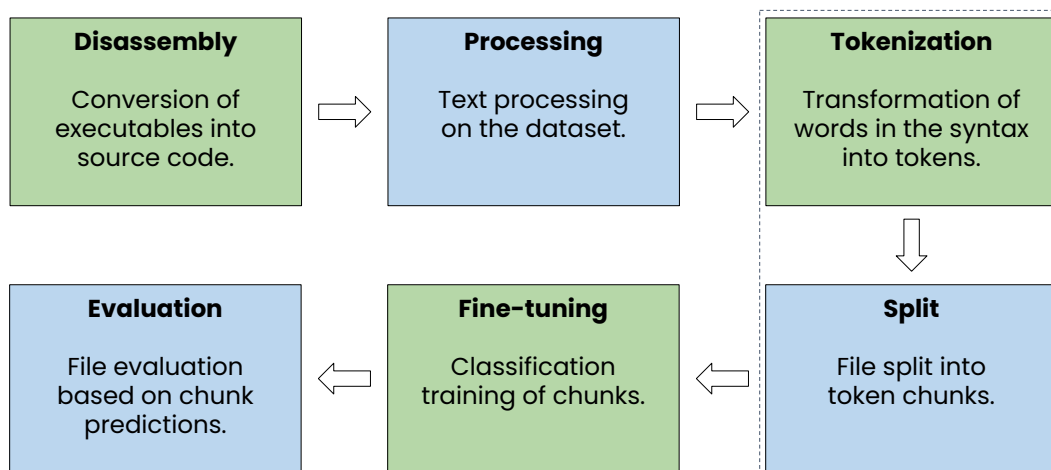 Disassembly
Conversion of
executables into
source code.
Processing
Text processing
on the dataset.
Tokenization
Transformation of
words in the syntax
into tokens.
Evaluation
File evaluation
based on chunk
predictions.
Fine-tuning
Classification
training of chunks.
Split
File split into
token chunks.